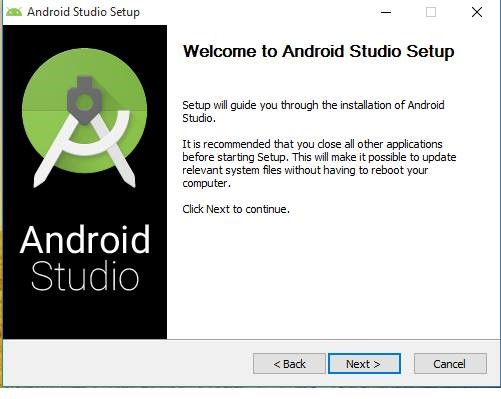 Android Studio Setup
Welcome to Android Studio Setup
Setup will guide you through the installation of Android
Studio.
It is recommended that you close all other applications
before starting Setup. This will make it possible to update
relevant system files without having to reboot your
computer.
Click Next to continue.
Android
Studio
< Back
Next >
Cancel